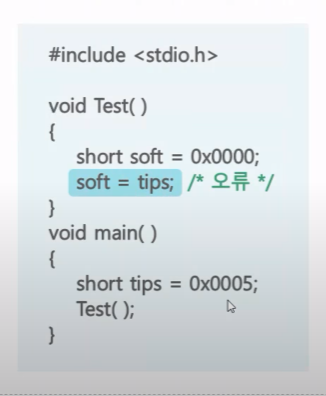 #include <stdio.h>
void Test( )
{
short soft = 0x0000;
soft = tips; /* 오류 */
}
void main( )
{
short tips = 0x0005;
Test( );
}